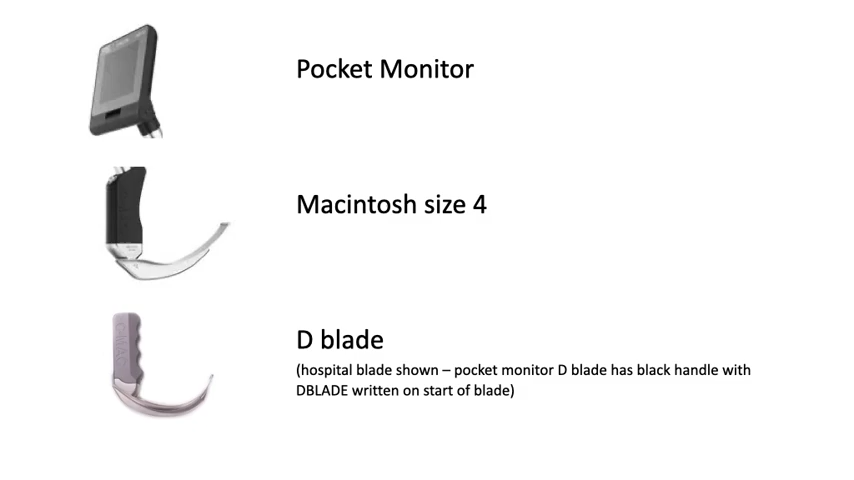 Pocket Monitor
Macintosh size 4
D blade
(hospital blade shown – pocket monitor D blade has black handle with
DBLADE written on start of blade)